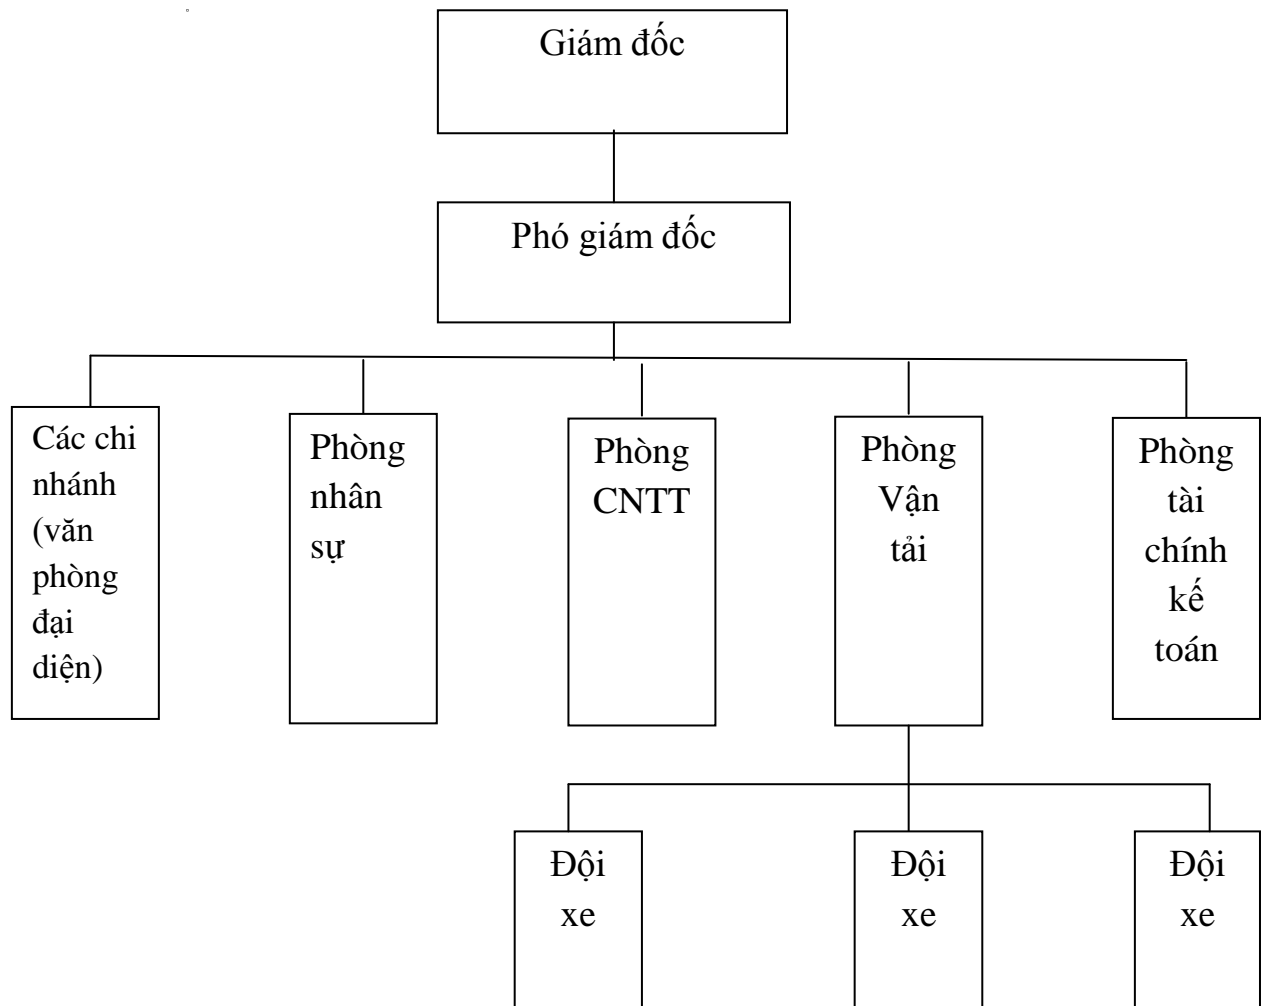 Giám đốc
Phó giám đốc
Các chi
nhánh
(văn
phòng
đại
diện)
Phòng
nhân
sự
Phòng
CNTT
Phòng
Vận
tải
Phòng
tài
chính
kế
toán
Đội
xe
Đội
xe
Đội
xe